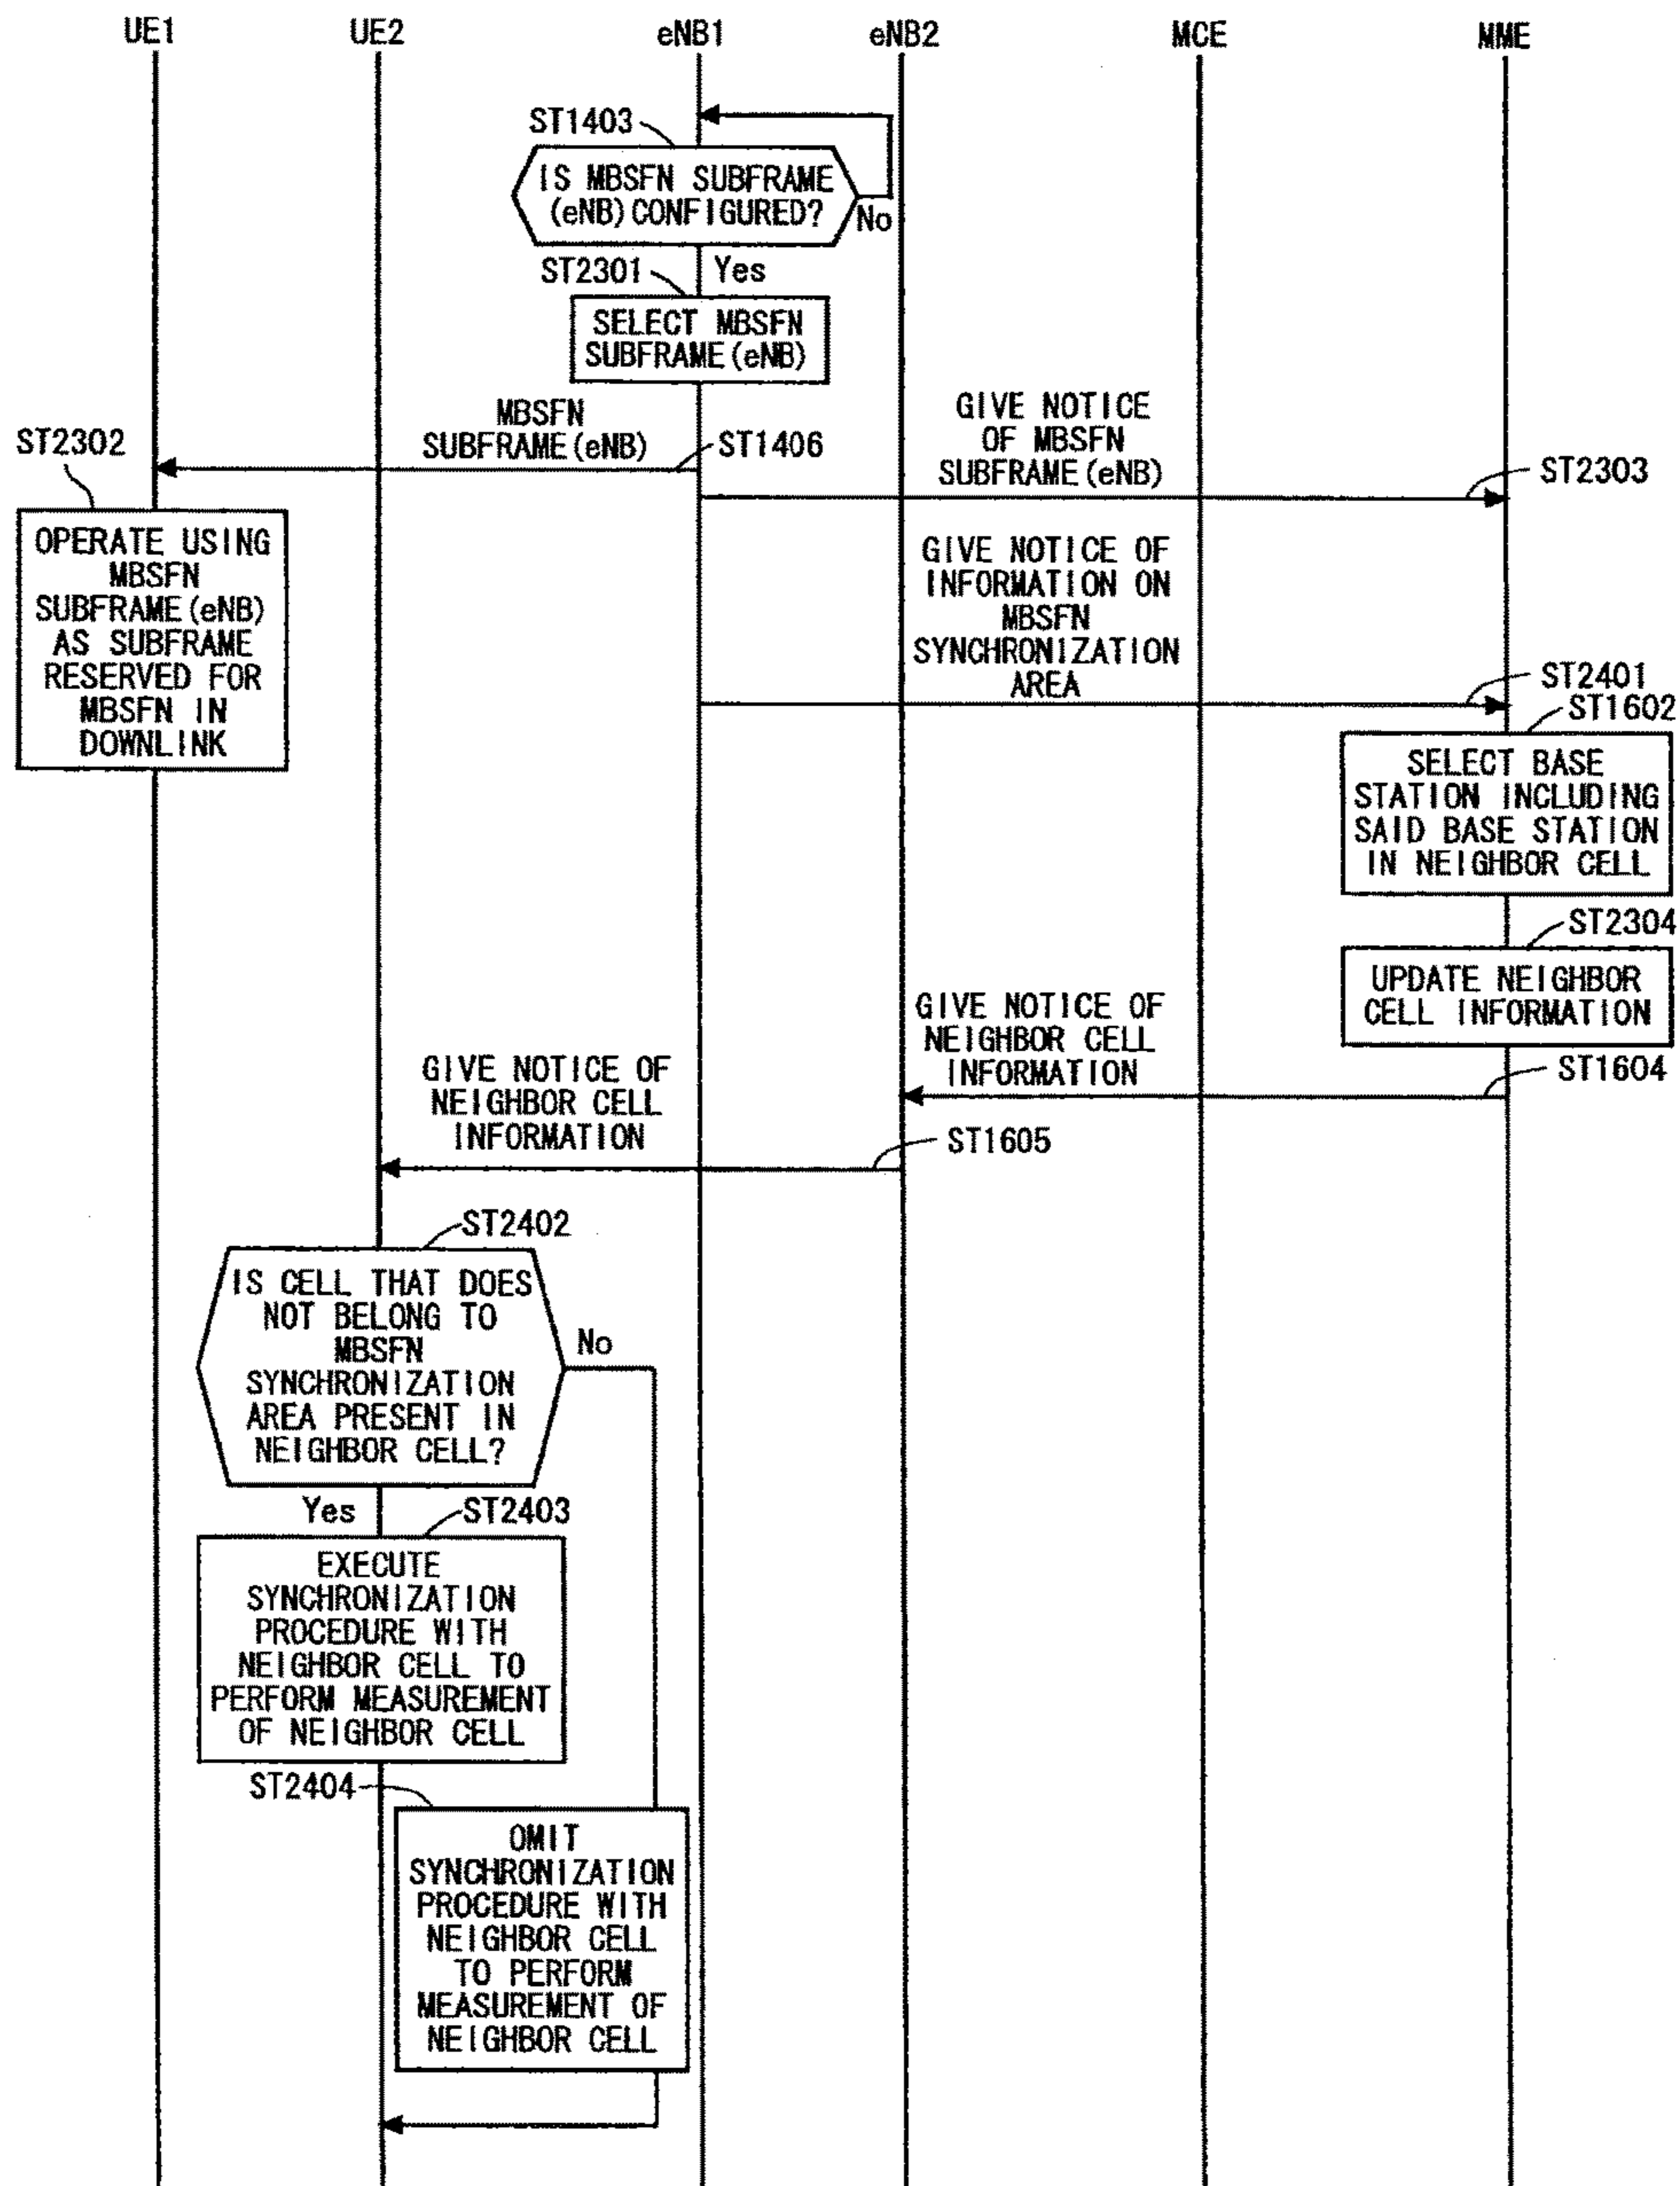 UE1
UE2
eNB1
eNB2
MCE
MME
ST1403
IS MBSFN SUBFRAME
(eNB) CONFIGURED?
No
ST2301
Yes
SELECT MBSFN
SUBFRAME (eNB)
MBSFN
SUBFRAME (eNB)
ST1406
GIVE NOTICE
OF MBSFN
SUBFRAME (eNB)
ST2303
ST2302
OPERATE USING
MBSFN
SUBFRAME (eNB)
AS SUBFRAME
RESERVED FOR
MBSFN IN
DOWNLINK
GIVE NOTICE OF
INFORMATION ON
MBSFN
SYNCHRONIZATION
AREA
ST2401
ST1602
SELECT BASE
STATION INCLUDING
SAID BASE STATION
IN NEIGHBOR CELL
ST2304
UPDATE NEIGHBOR
CELL INFORMATION
GIVE NOTICE OF
NEIGHBOR CELL
INFORMATION
ST1604
GIVE NOTICE OF
NEIGHBOR CELL
INFORMATION
ST1605
ST2402
IS CELL THAT DOES
NOT BELONG TO
MBSFN
SYNCHRONIZATION
AREA PRESENT IN
NEIGHBOR CELL?
No
Yes
ST2403
EXECUTE
SYNCHRONIZATION
PROCEDURE WITH
NEIGHBOR CELL TO
PERFORM MEASUREMENT
OF NEIGHBOR CELL
ST2404
OMIT
SYNCHRONIZATION
PROCEDURE WITH
NEIGHBOR CELL
TO PERFORM
MEASUREMENT OF
NEIGHBOR CELL